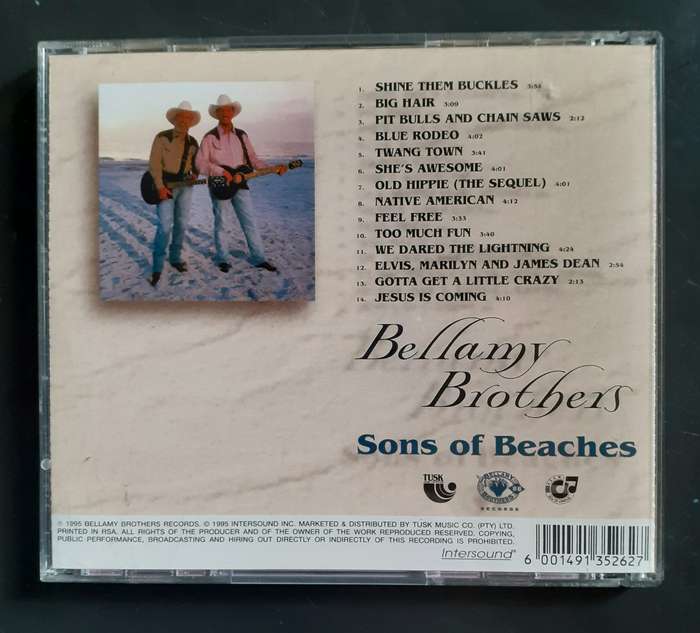 1. SHINE THEM BUCKLES 3:58
2. BIG HAIR 3:09
3. PIT BULLS AND CHAIN SAWS 2:12
4. BLUE RODEO 4:02
5. TWANG TOWN 3:41
6. SHE'S AWESOME 4:01
7. OLD HIPPIE (THE SEQUEL) 4:01
8. NATIVE AMERICAN 4:12
9. FEEL FREE 3:33
10. TOO MUCH FUN 3:40
11. WE DARED THE LIGHTNING 4:24
12. ELVIS, MARILYN AND JAMES DEAN 2:54
13. GOTTA GET A LITTLE CRAZY 2:13
14. JESUS IS COMING 4:10
Bellamy
Brothers
Sons of Beaches
TUSK
BELLAMY
BROTHERS
RECORDS
℗ 1995 BELLAMY BROTHERS RECORDS. © 1995 INTERSOUND INC. MARKETED & DISTRIBUTED BY TUSK MUSIC CO. (PTY) LTD.
PRINTED IN RSA. ALL RIGHTS OF THE PRODUCER AND OF THE OWNER OF THE WORK REPRODUCED RESERVED. COPYING,
PUBLIC PERFORMANCE, BROADCASTING AND HIRING OUT DIRECTLY OR INDIRECTLY OF THIS RECORDING IS PROHIBITED.
Intersound®
6 001491 352627